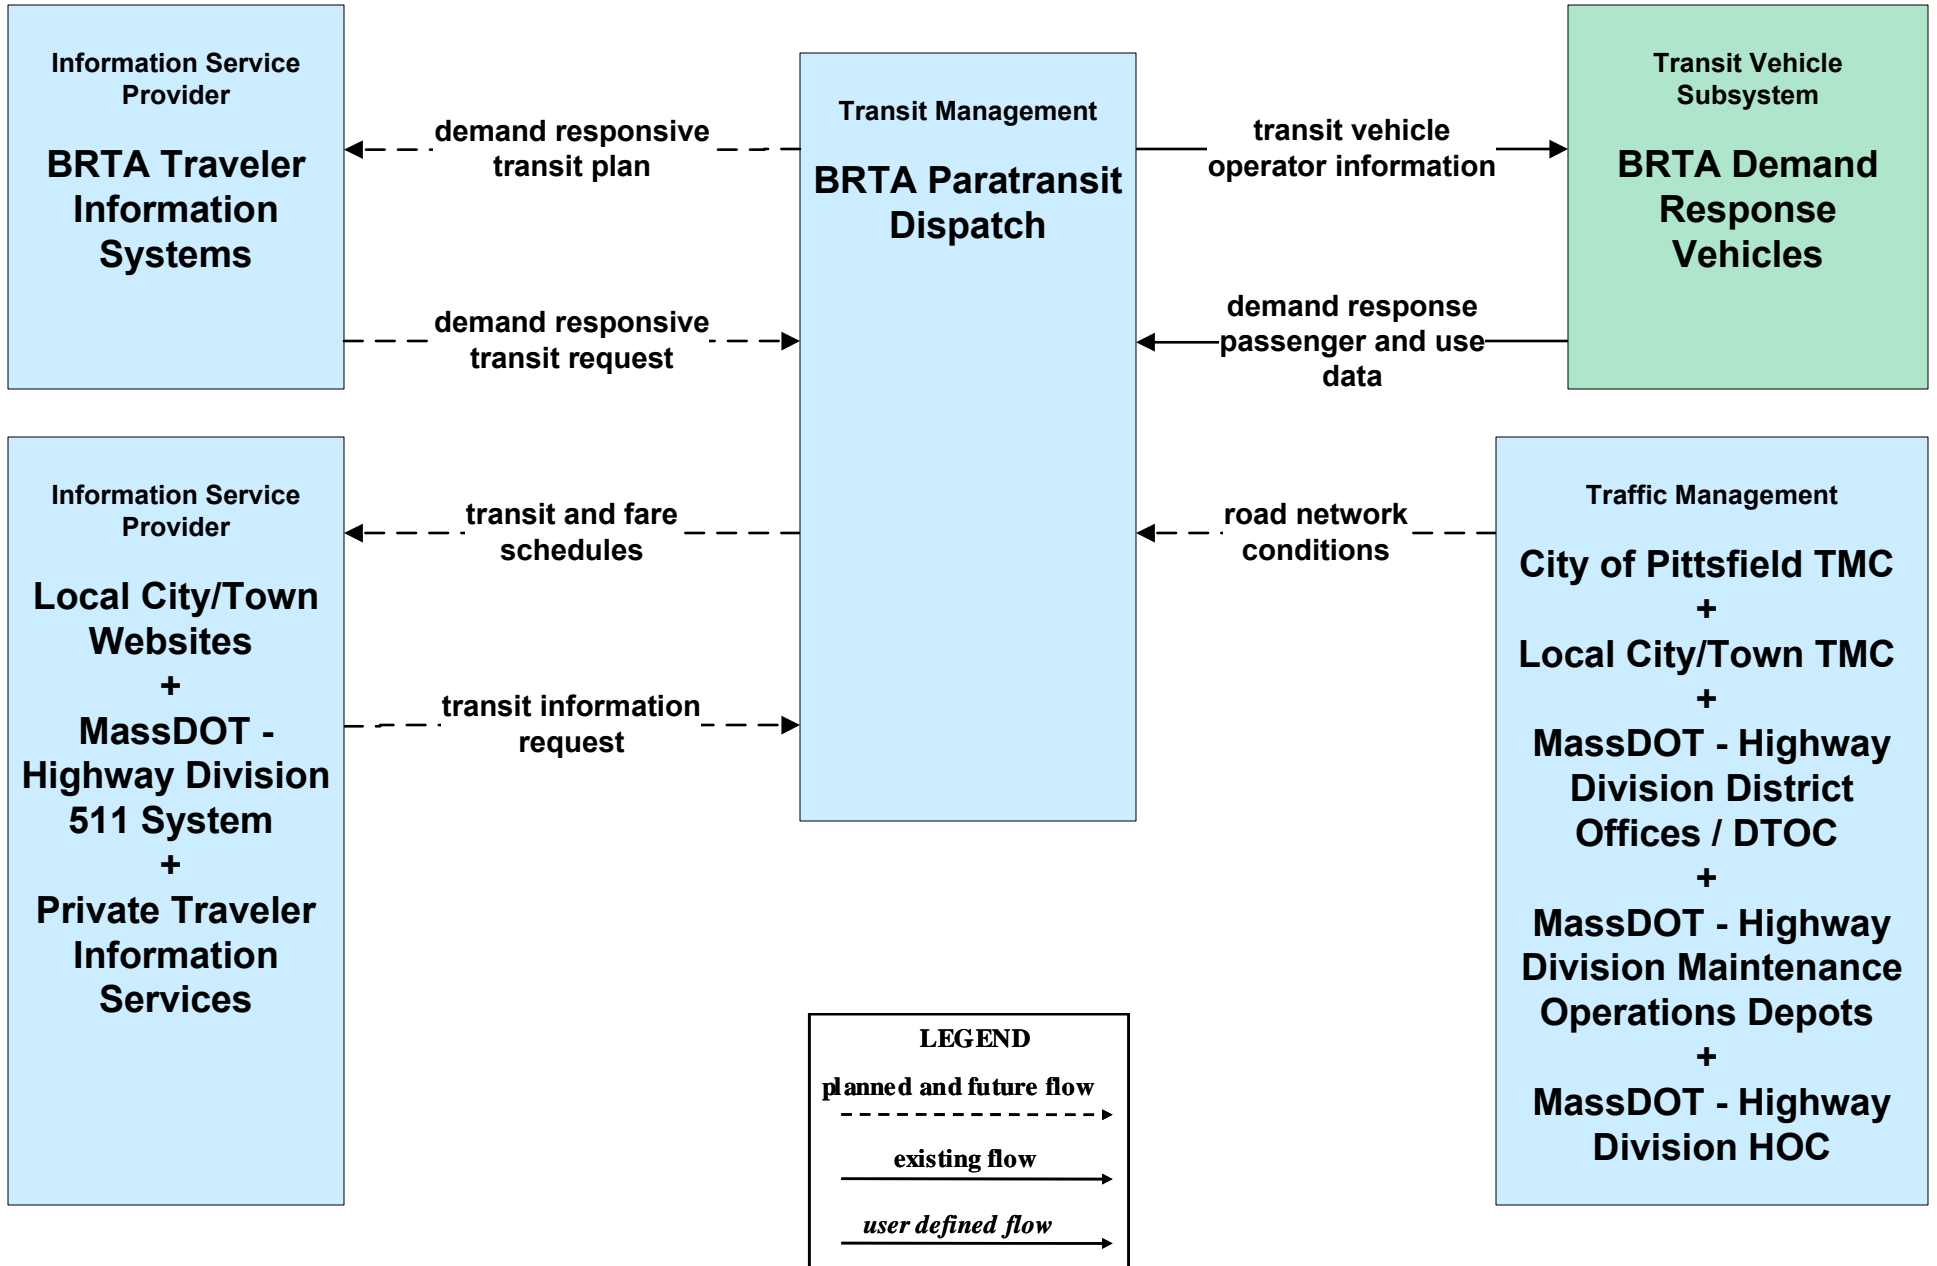 Information Service
Provider
BRTA Traveler
Information
Systems
demand responsive
transit plan
demand responsive
transit request
Transit Management
BRTA Paratransit
Dispatch
transit vehicle
operator information
demand response
passenger and use
data
Transit Vehicle
Subsystem
BRTA Demand
Response
Vehicles
Information Service
Provider
Local City/Town
Websites
+
MassDOT -
Highway Division
511 System
+
Private Traveler
Information
Services
transit and fare
schedules
transit information
request
road network
conditions
Traffic Management
City of Pittsfield TMC
+
Local City/Town TMC
+
MassDOT - Highway
Division District
Offices / DTOC
+
MassDOT - Highway
Division Maintenance
Operations Depots
+
MassDOT - Highway
Division HOC
LEGEND
planned and future flow
existing flow
user defined flow